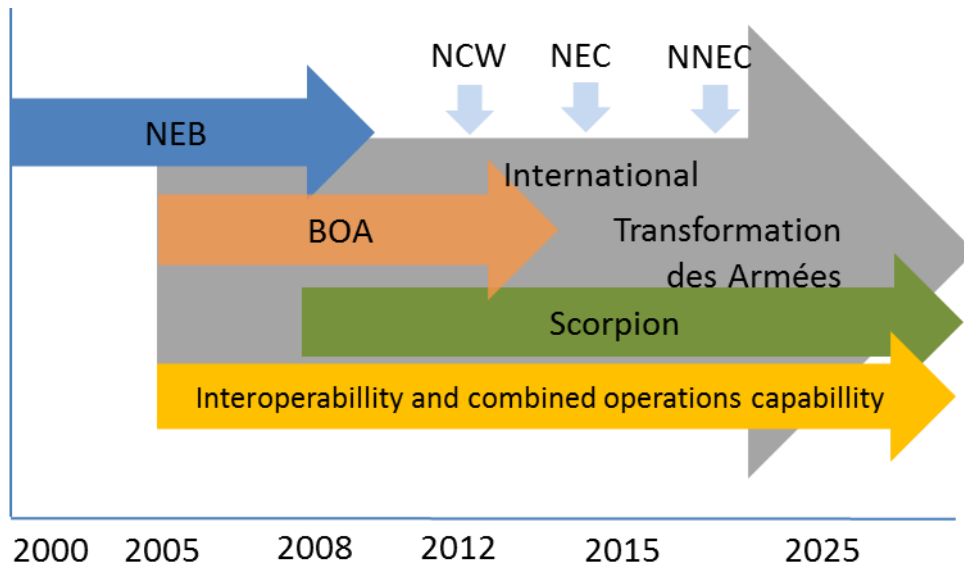 NCW NEC NNEC
NEB
International
BOA
Transformation
des Armées
Scorpion
Interoperabillity and combined operations capabillity
2000 2005 2008 2012 2015 2025